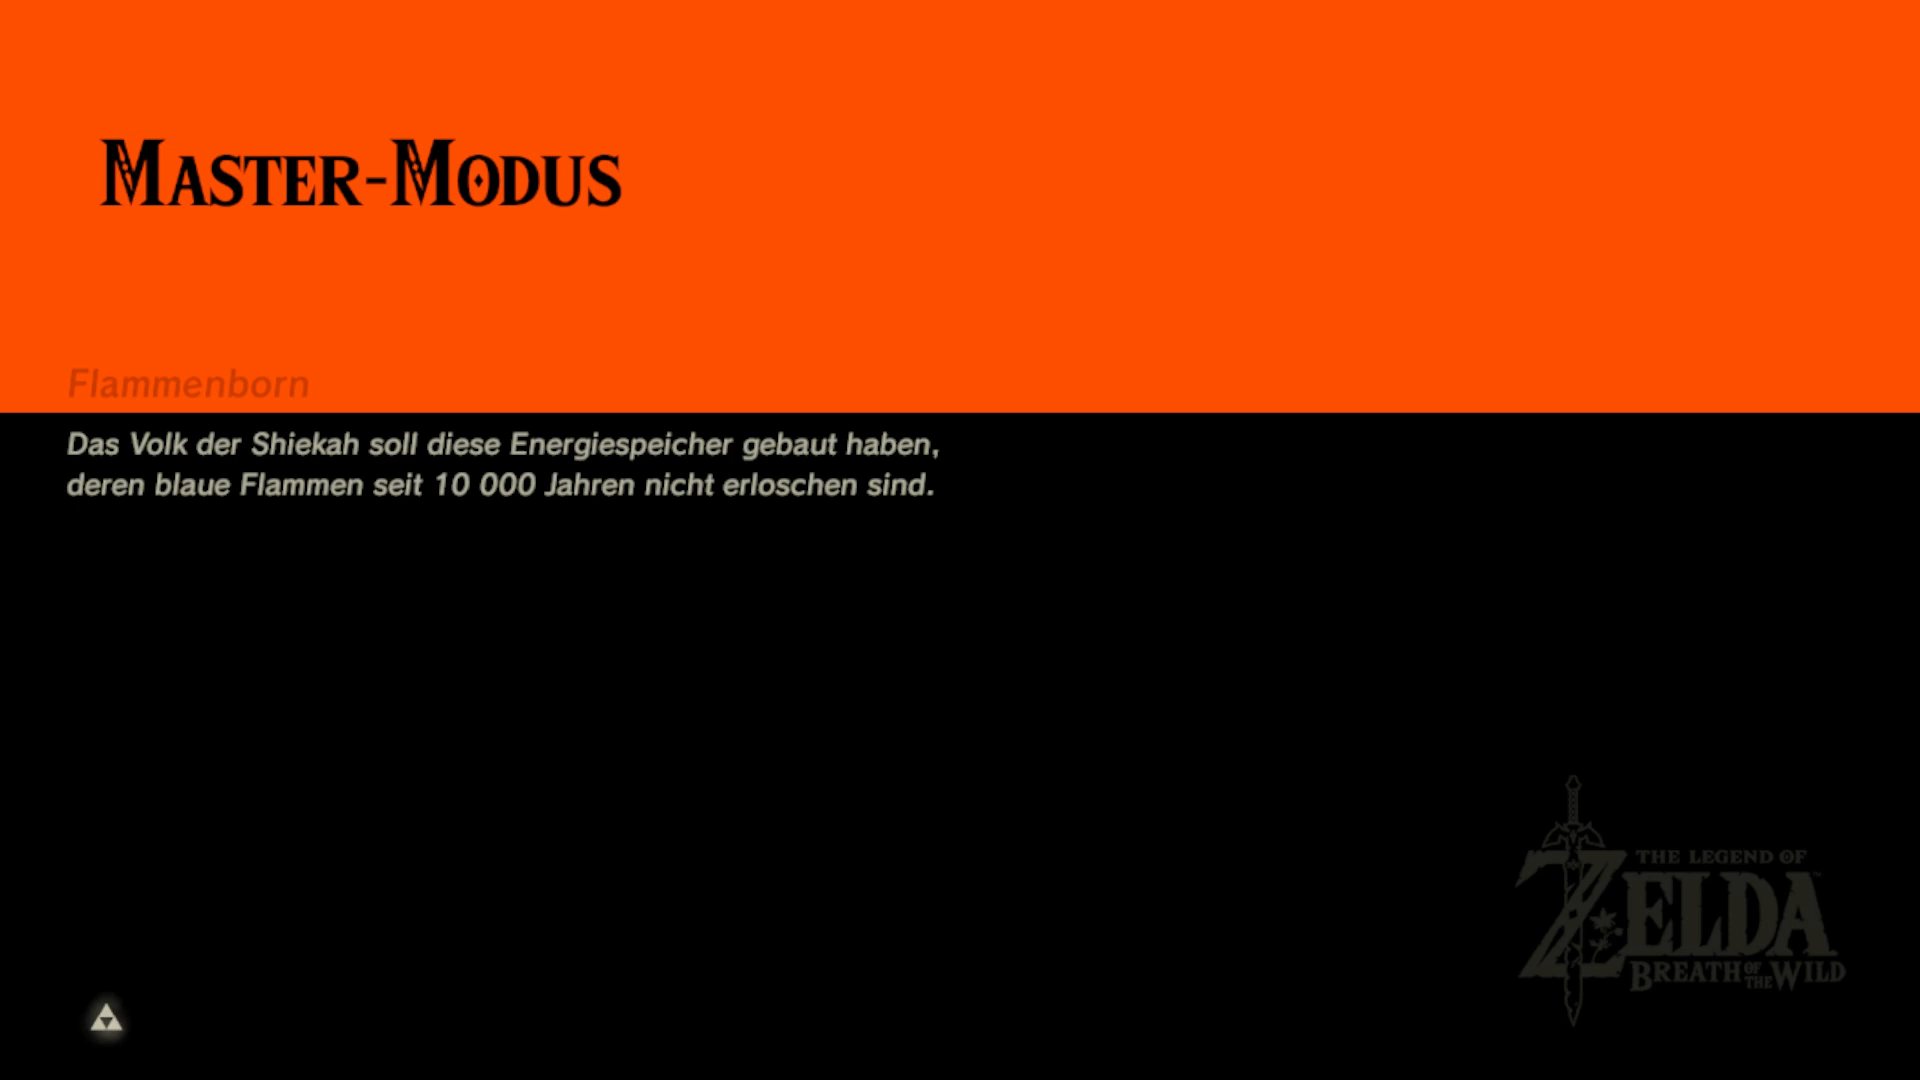 Master-Modus
Flammenborn
Das Volk der Shiekah soll diese Energiespeicher gebaut haben,
deren blaue Flammen seit 10 000 Jahren nicht erloschen sind.
THE LEGEND OF
ZELDA
BREATH OF THE WILD